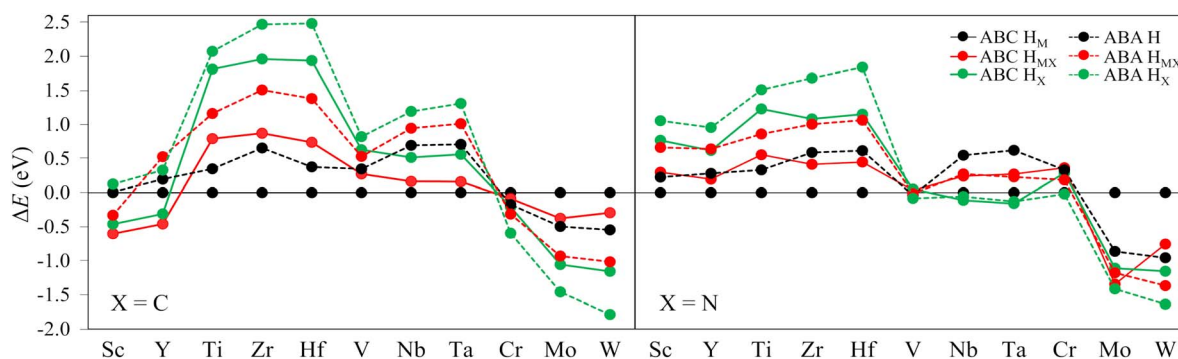 2.5
2.0
1.5
1.0
0.5
0.0
-0.5
-1.0
-1.5
-2.0
ΔE (eV)
X = C
X = N
ABC H_M
ABA H
ABC H_MX
ABA H_MX
ABC H_X
ABA H_X
Sc Y Ti Zr Hf V Nb Ta Cr Mo W Sc Y Ti Zr Hf V Nb Ta Cr Mo W